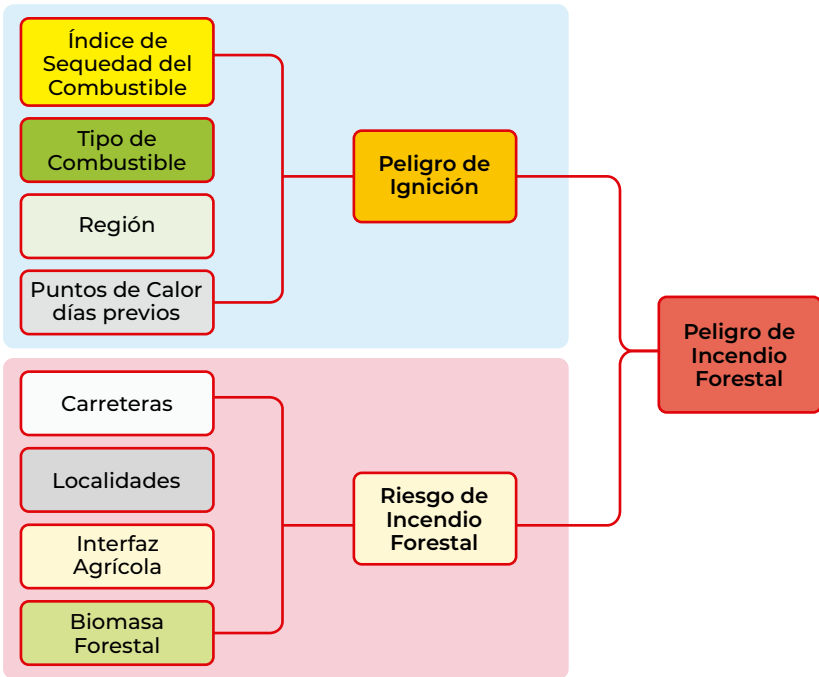 Índice de
Sequedad del
Combustible
Tipo de
Combustible
Región
Puntos de Calor
días previos
Peligro de
Ignición
Carreteras
Localidades
Interfaz
Agrícola
Biomasa
Forestal
Riesgo de
Incendio
Forestal
Peligro de
Incendio
Forestal